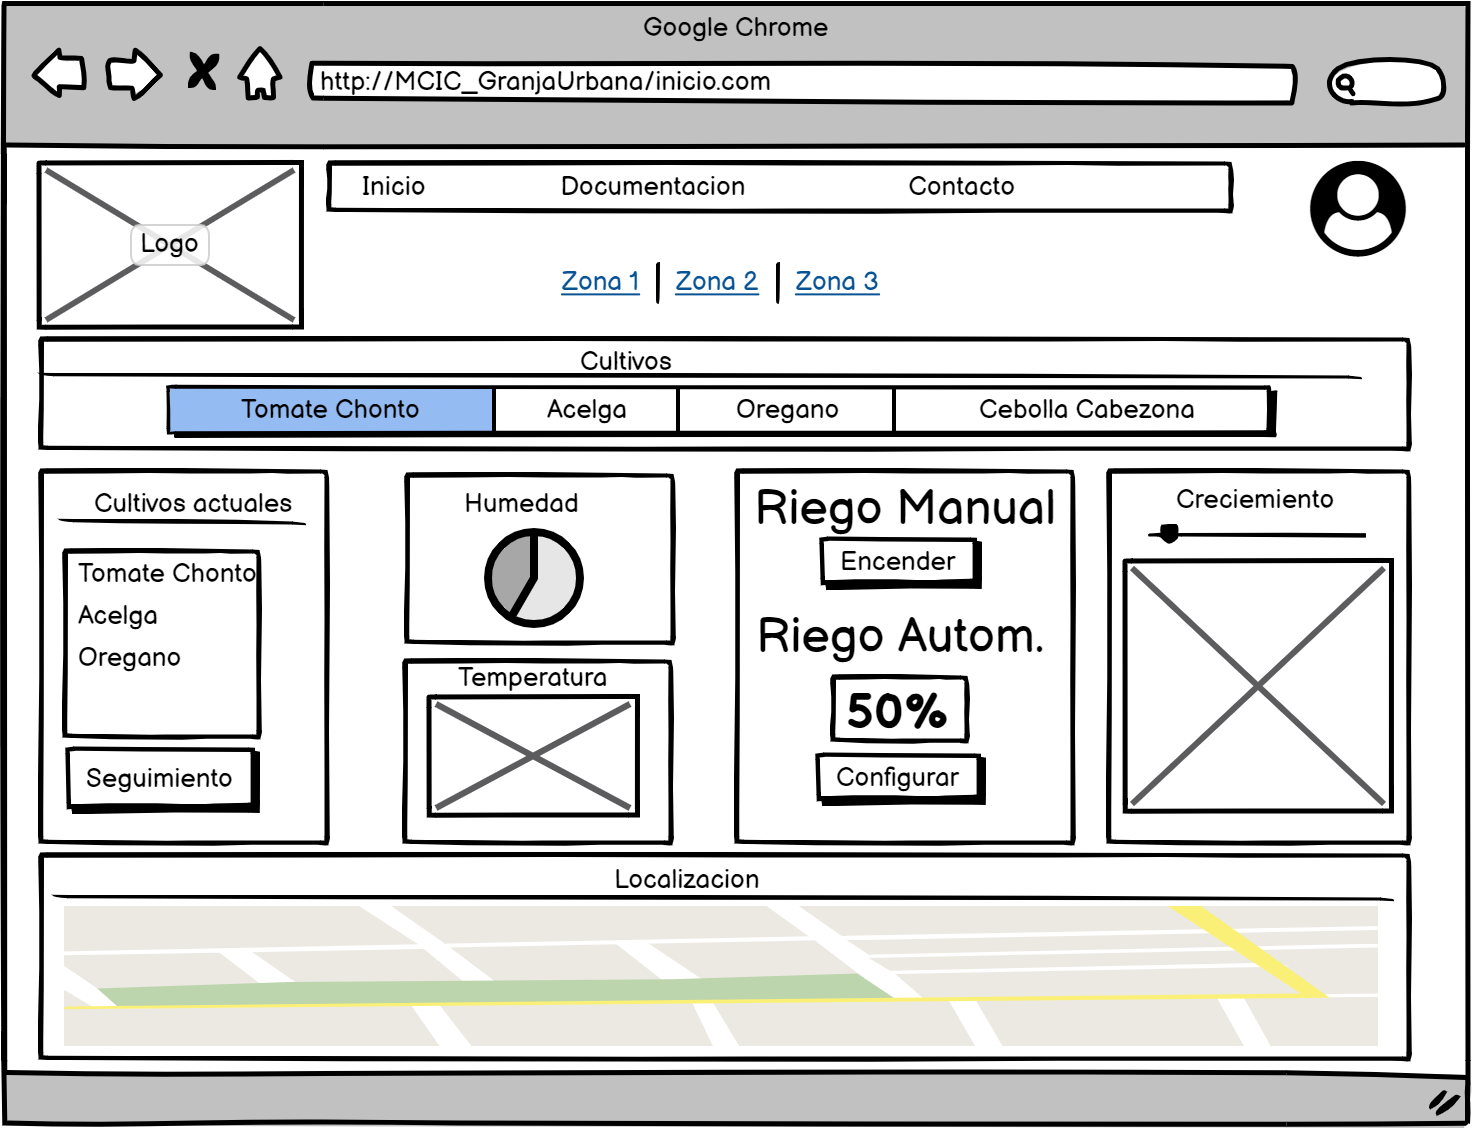 Google Chrome
http://MCIC_GranjaUrbana/inicio.com
Logo
Inicio Documentacion Contacto
Zona 1 Zona 2 Zona 3
Cultivos
Tomate Chonto Acelga Oregano Cebolla Cabezona
Cultivos actuales
Tomate Chonto
Acelga
Oregano
Seguimiento
Humedad
Temperatura
Riego Manual
Encender
Riego Autom.
50%
Configurar
Creciemiento
Localizacion